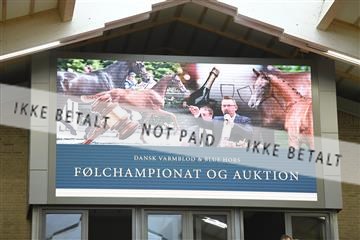 IKKE BETALT
NOT PAID
IKKE BETALT
DANSK VARMBLOD & BLUE HORS
FØLCHAMPIONAT OG AUKTION